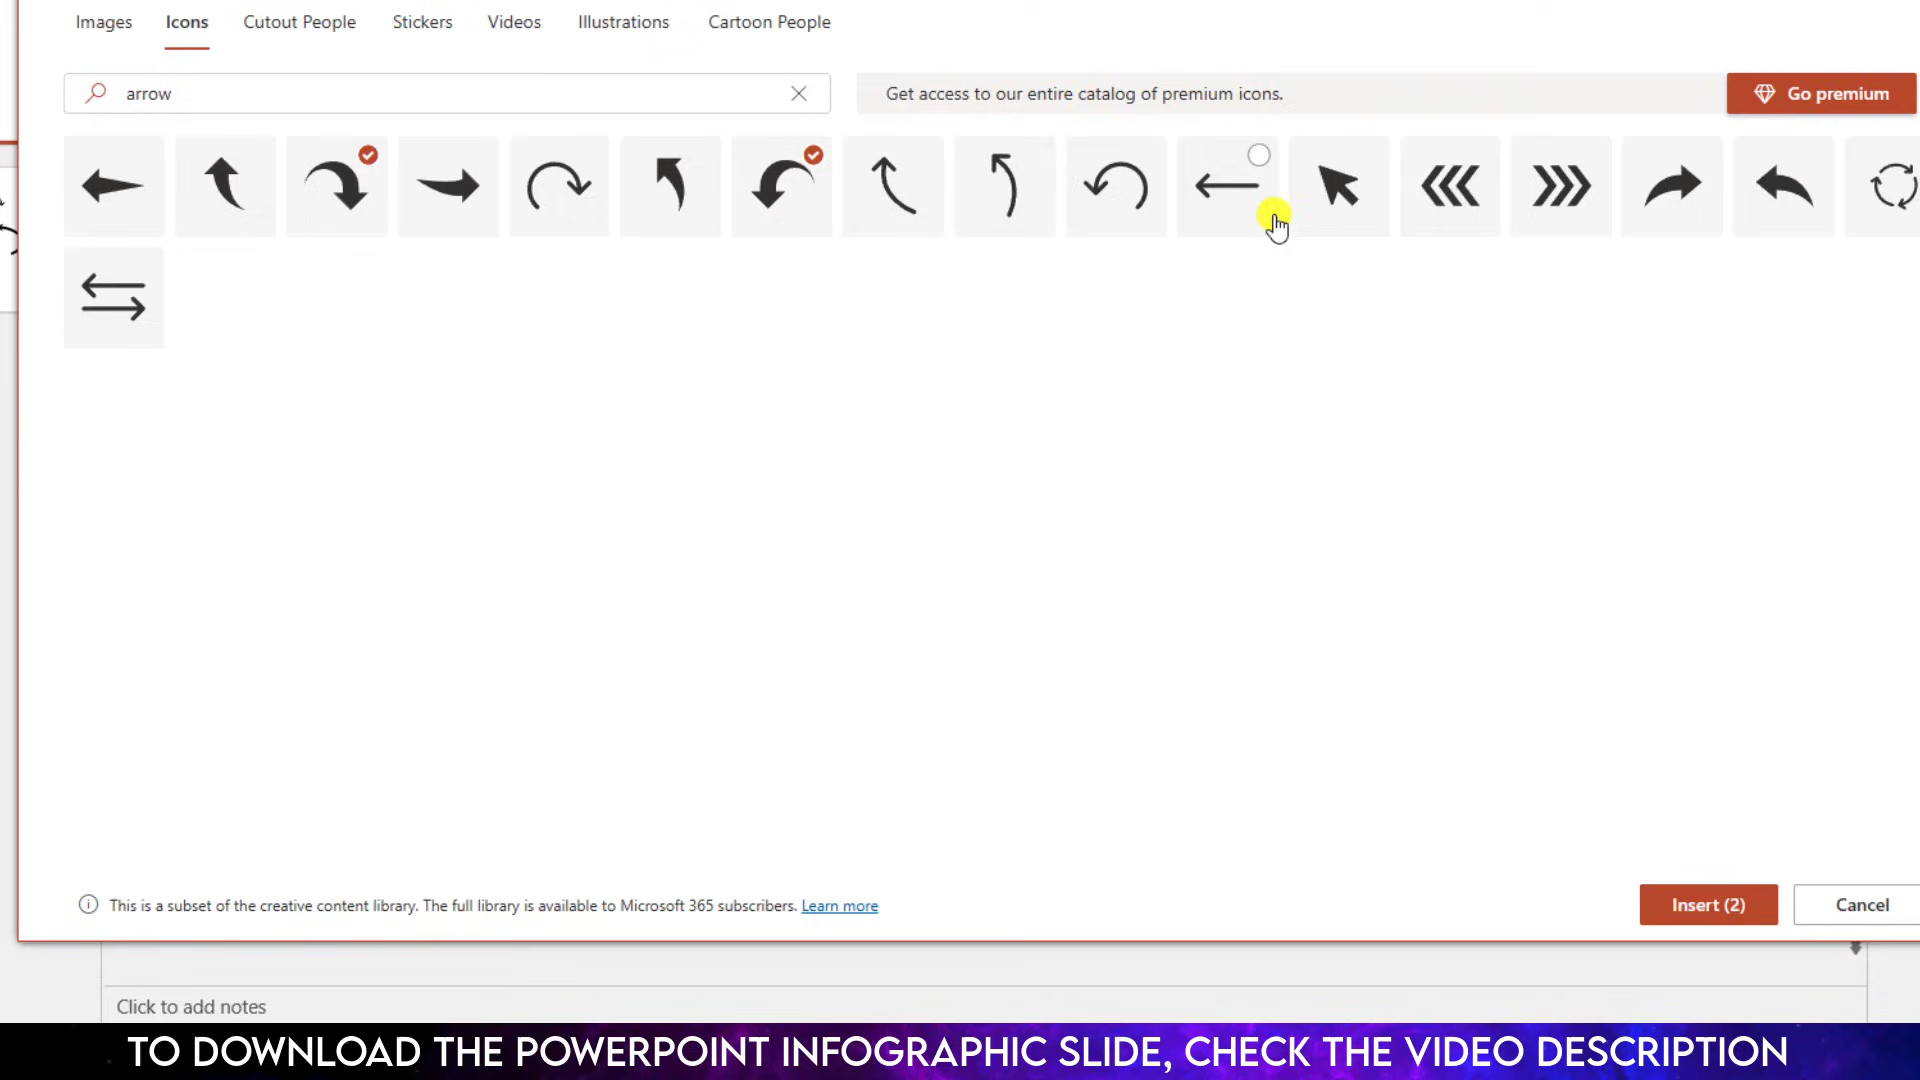 Images Icons Cutout People Stickers Videos Illustrations Cartoon People
arrow
Get access to our entire catalog of premium icons.
Go premium
This is a subset of the creative content library. The full library is available to Microsoft 365 subscribers. Learn more
Insert (2)
Cancel
Click to add notes
TO DOWNLOAD THE POWERPOINT INFOGRAPHIC SLIDE, CHECK THE VIDEO DESCRIPTION